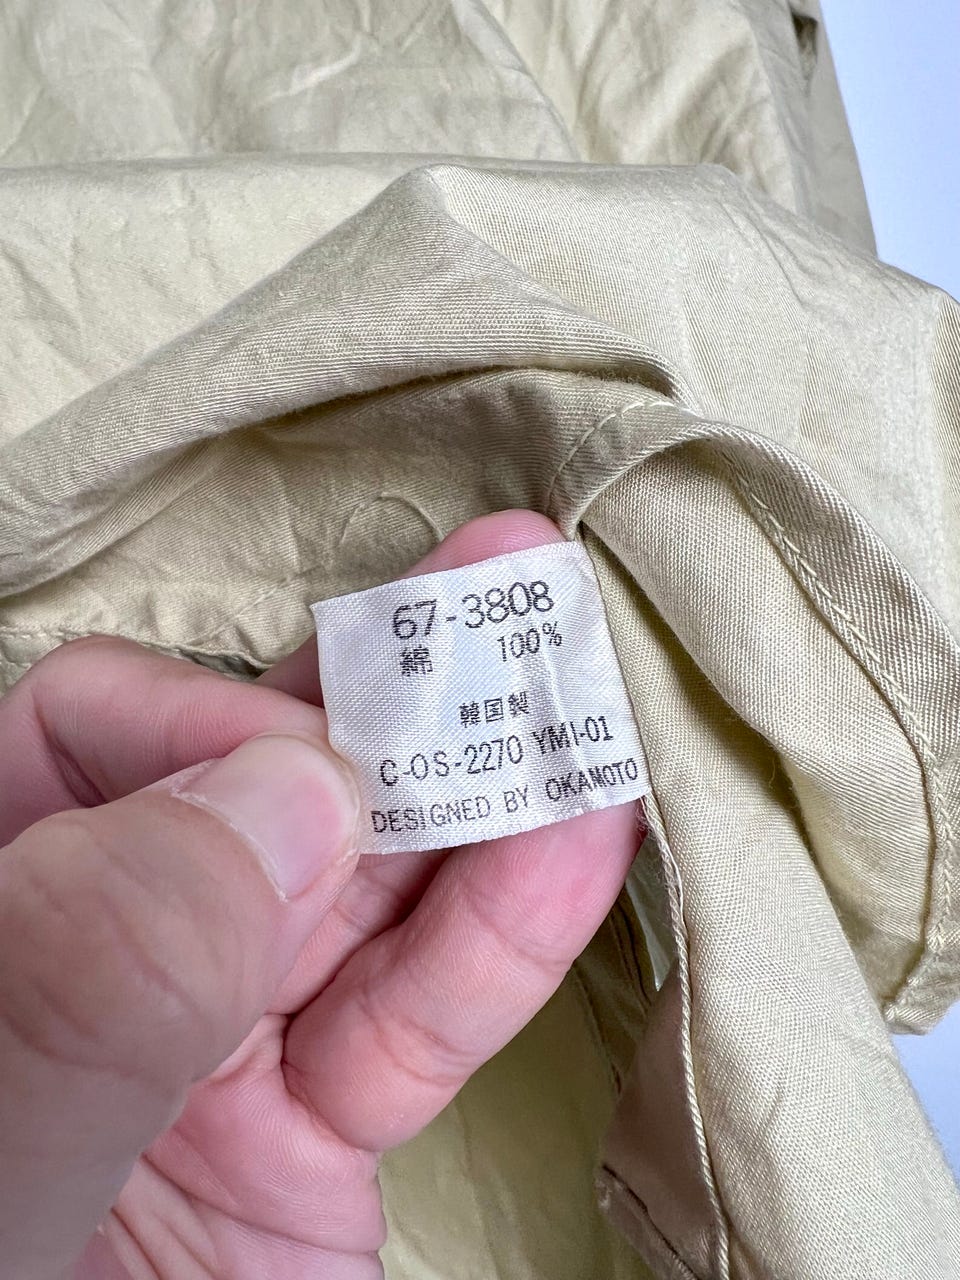 67-3808
綿 100%
韓国製
C-OS-2270 YMI-01
DESIGNED BY OKAMOTO